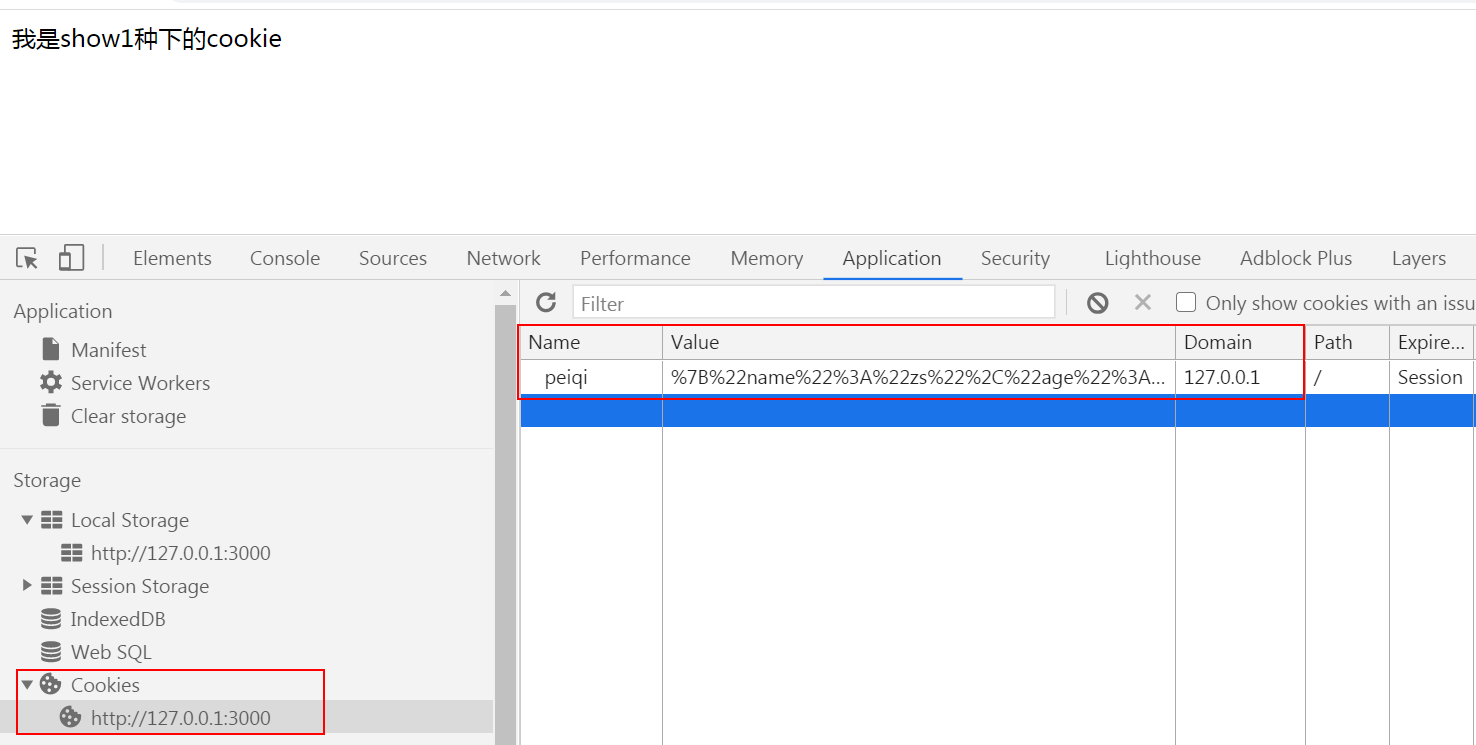 我是show1种下的cookie
Elements Console Sources Network Performance Memory Application Security Lighthouse Adblock Plus Layers
Application
Manifest
Service Workers
Clear storage
Storage
Local Storage
http://127.0.0.1:3000
Session Storage
IndexedDB
Web SQL
Cookies
http://127.0.0.1:3000
Filter Only show cookies with an issu
Name Value Domain Path Expire...
peiqi %7B%22name%22%3A%22zs%22%2C%22age%22%3A... 127.0.0.1 / Session